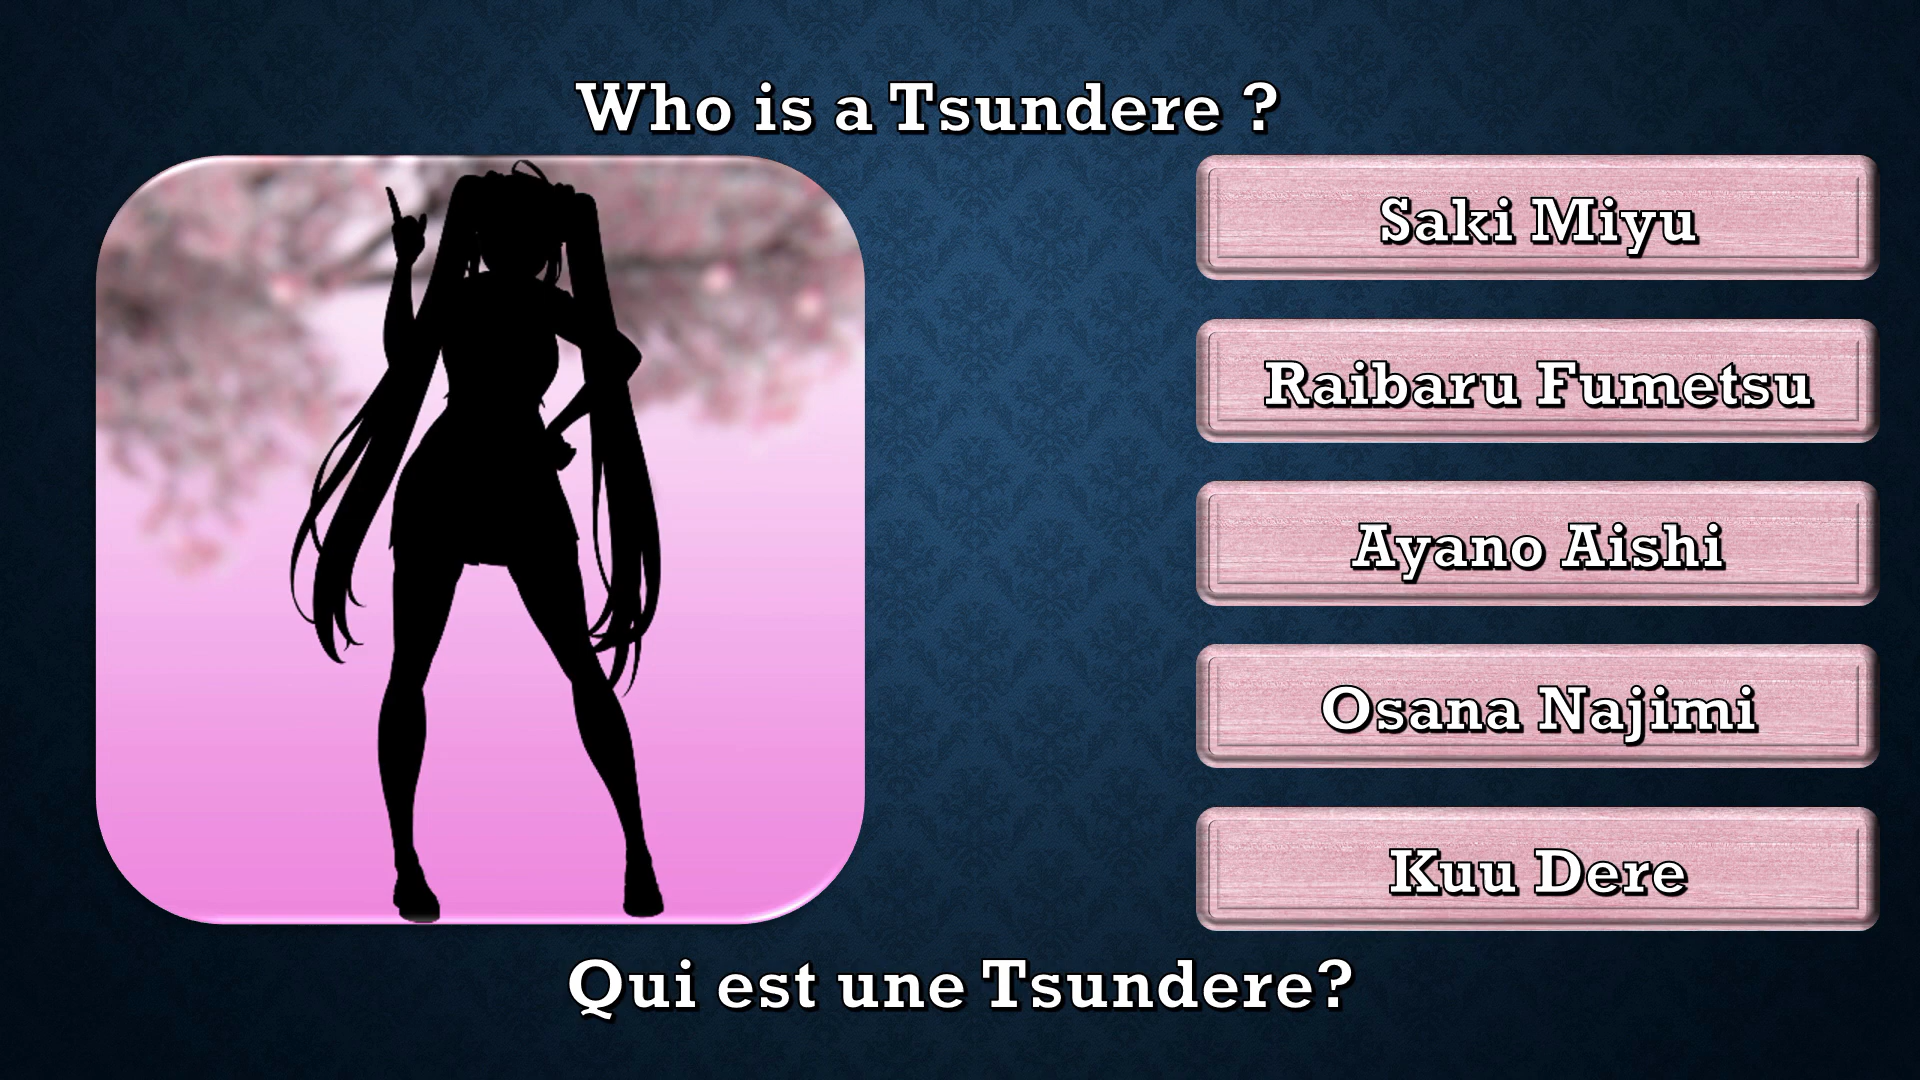 Who is a Tsundere ?
Saki Miyu
Raibaru Fumetsu
Ayano Aishi
Osana Najimi
Kuu Dere
Qui est une Tsundere?